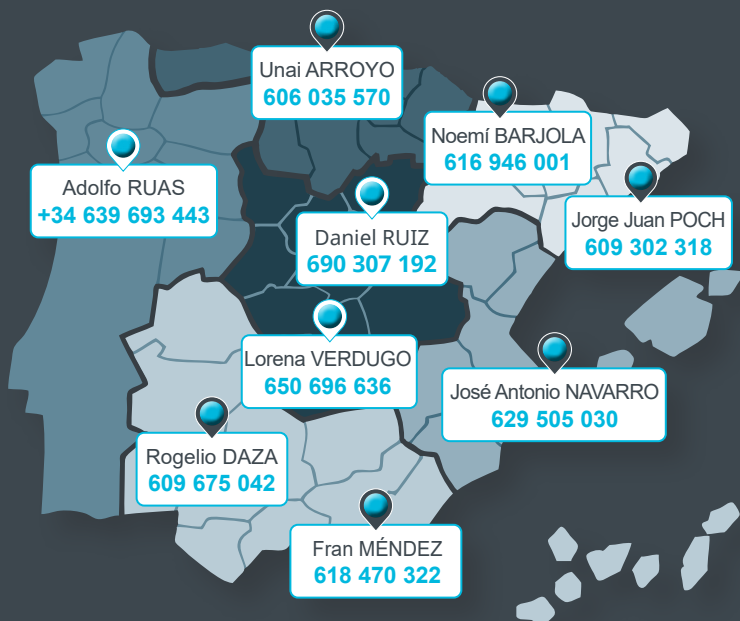 Unai ARROYO
606 035 570
Noemí BARJOLA
616 946 001
Adolfo RUAS
+34 639 693 443
Jorge Juan POCH
609 302 318
Daniel RUIZ
690 307 192
Lorena VERDUGO
650 696 636
José Antonio NAVARRO
629 505 030
Rogelio DAZA
609 675 042
Fran MÉNDEZ
618 470 322